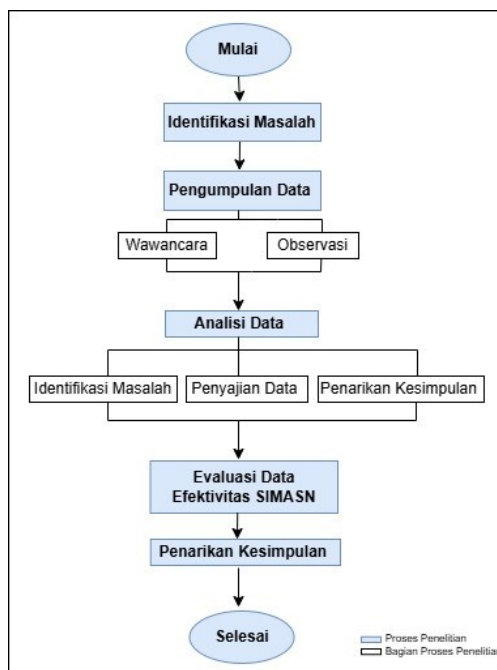 Mulai
Identifikasi Masalah
Pengumpulan Data
Wawancara
Observasi
Analisi Data
Identifikasi Masalah
Penyajian Data
Penarikan Kesimpulan
Evaluasi Data
Efektivitas SIMASN
Penarikan Kesimpulan
Selesai
Proses Penelitian
Bagian Proses Penelitian